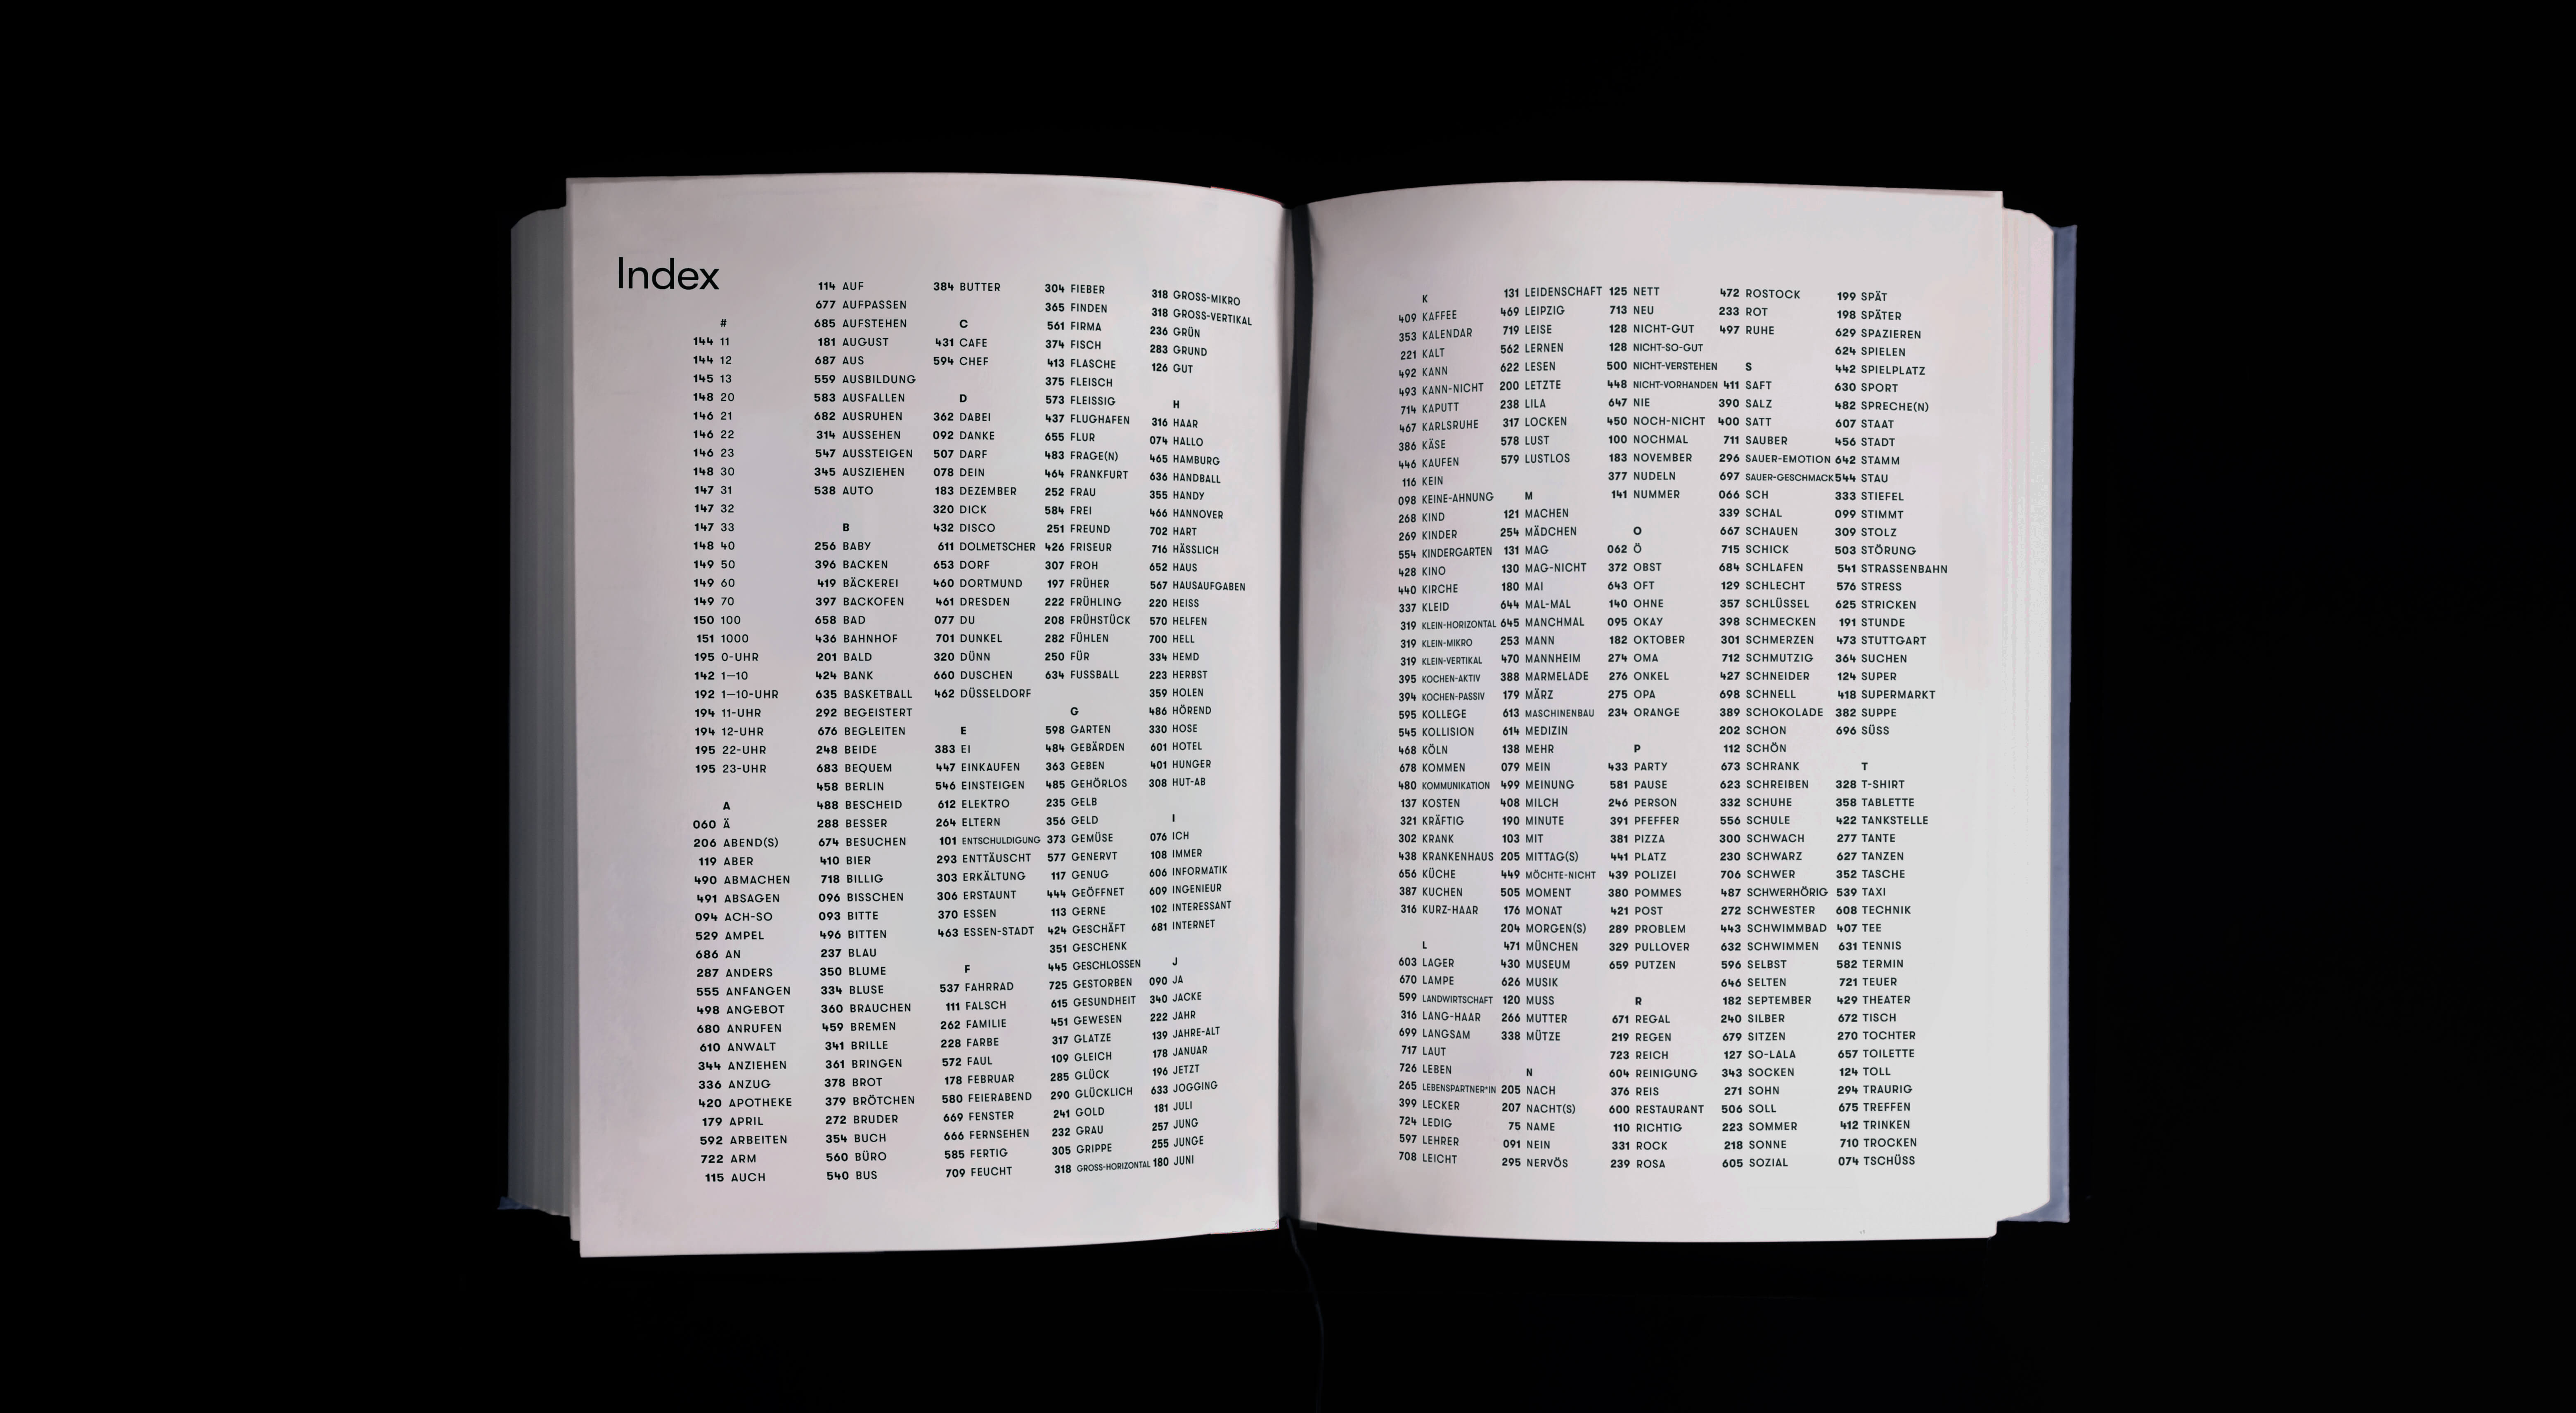 Index
#
144 11
144 12
145 13
148 20
146 21
146 22
146 23
148 30
147 31
147 32
147 33
148 40
149 50
149 60
149 70
150 100
151 1000
195 0-UHR
142 1–10
192 1–10-UHR
194 11-UHR
194 12-UHR
195 22-UHR
195 23-UHR
A
060 Ä
206 ABEND(S)
119 ABER
490 ABMACHEN
491 ABSAGEN
094 ACH-SO
529 AMPEL
686 AN
287 ANDERS
555 ANFANGEN
498 ANGEBOT
680 ANRUFEN
610 ANWALT
344 ANZIEHEN
336 ANZUG
420 APOTHEKE
179 APRIL
592 ARBEITEN
722 ARM
115 AUCH
114 AUF
677 AUFPASSEN
685 AUFSTEHEN
181 AUGUST
687 AUS
559 AUSBILDUNG
583 AUSFALLEN
682 AUSRUHEN
314 AUSSEHEN
547 AUSSTEIGEN
345 AUSZIEHEN
538 AUTO
B
256 BABY
396 BACKEN
419 BÄCKEREI
397 BACKOFEN
658 BAD
436 BAHNHOF
201 BALD
424 BANK
635 BASKETBALL
292 BEGEISTERT
676 BEGLEITEN
248 BEIDE
683 BEQUEM
458 BERLIN
488 BESCHEID
288 BESSER
674 BESUCHEN
410 BIER
718 BILLIG
096 BISSCHEN
093 BITTE
496 BITTEN
237 BLAU
350 BLUME
334 BLUSE
360 BRAUCHEN
459 BREMEN
341 BRILLE
361 BRINGEN
378 BROT
379 BRÖTCHEN
272 BRUDER
354 BUCH
560 BÜRO
540 BUS
384 BUTTER
C
431 CAFE
594 CHEF
D
362 DABEI
092 DANKE
507 DARF
078 DEIN
183 DEZEMBER
320 DICK
432 DISCO
611 DOLMETSCHER
653 DORF
460 DORTMUND
461 DRESDEN
077 DU
701 DUNKEL
320 DÜNN
660 DUSCHEN
462 DÜSSELDORF
E
383 EI
447 EINKAUFEN
546 EINSTEIGEN
612 ELEKTRO
264 ELTERN
101 ENTSCHULDIGUNG
293 ENTTÄUSCHT
303 ERKÄLTUNG
306 ERSTAUNT
370 ESSEN
463 ESSEN-STADT
F
537 FAHRRAD
111 FALSCH
262 FAMILIE
228 FARBE
572 FAUL
178 FEBRUAR
580 FEIERABEND
669 FENSTER
666 FERNSEHEN
585 FERTIG
709 FEUCHT
304 FIEBER
365 FINDEN
561 FIRMA
374 FISCH
413 FLASCHE
375 FLEISCH
573 FLEISSIG
437 FLUGHAFEN
655 FLUR
483 FRAGE(N)
464 FRANKFURT
252 FRAU
584 FREI
251 FREUND
426 FRISEUR
307 FROH
197 FRÜHER
222 FRÜHLING
208 FRÜHSTÜCK
282 FÜHLEN
250 FÜR
634 FUSSBALL
G
598 GARTEN
484 GEBÄRDEN
363 GEBEN
485 GEHÖRLOS
235 GELB
356 GELD
373 GEMÜSE
577 GENERVT
117 GENUG
444 GEÖFFNET
113 GERNE
424 GESCHÄFT
351 GESCHENK
445 GESCHLOSSEN
725 GESTORBEN
615 GESUNDHEIT
451 GEWESEN
317 GLATZE
109 GLEICH
285 GLÜCK
290 GLÜCKLICH
241 GOLD
232 GRAU
305 GRIPPE
318 GROSS-HORIZONTAL
318 GROSS-MIKRO
318 GROSS-VERTIKAL
236 GRÜN
283 GRUND
126 GUT
H
316 HAAR
074 HALLO
465 HAMBURG
636 HANDBALL
355 HANDY
466 HANNOVER
702 HART
716 HÄSSLICH
652 HAUS
567 HAUSAUFGABEN
220 HEISS
570 HELFEN
700 HELL
334 HEMD
223 HERBST
359 HOLEN
486 HÖREND
330 HOSE
601 HOTEL
401 HUNGER
308 HUT-AB
I
076 ICH
108 IMMER
606 INFORMATIK
609 INGENIEUR
102 INTERESSANT
681 INTERNET
J
090 JA
340 JACKE
222 JAHR
139 JAHRE-ALT
178 JANUAR
196 JETZT
633 JOGGING
181 JULI
257 JUNG
255 JUNGE
180 JUNI
K
409 KAFFEE
353 KALENDAR
221 KALT
492 KANN
493 KANN-NICHT
714 KAPUTT
467 KARLSRUHE
386 KÄSE
446 KAUFEN
116 KEIN
098 KEINE-AHNUNG
268 KIND
269 KINDER
554 KINDERGARTEN
428 KINO
440 KIRCHE
337 KLEID
319 KLEIN-HORIZONTAL
319 KLEIN-MIKRO
319 KLEIN-VERTIKAL
395 KOCHEN-AKTIV
394 KOCHEN-PASSIV
595 KOLLEGE
545 KOLLISION
468 KÖLN
678 KOMMEN
480 KOMMUNIKATION
137 KOSTEN
321 KRÄFTIG
302 KRANK
438 KRANKENHAUS
656 KÜCHE
387 KUCHEN
316 KURZ-HAAR
L
603 LAGER
670 LAMPE
599 LANDWIRTSCHAFT
316 LANG-HAAR
699 LANGSAM
717 LAUT
726 LEBEN
265 LEBENSPARTNER*IN
399 LECKER
724 LEDIG
597 LEHRER
708 LEICHT
131 LEIDENSCHAFT
469 LEIPZIG
719 LEISE
562 LERNEN
622 LESEN
200 LETZTE
238 LILA
317 LOCKEN
578 LUST
579 LUSTLOS
M
121 MACHEN
254 MÄDCHEN
131 MAG
130 MAG-NICHT
180 MAI
644 MAL-MAL
645 MANCHMAL
253 MANN
470 MANNHEIM
388 MARMELADE
179 MÄRZ
613 MASCHINENBAU
614 MEDIZIN
138 MEHR
079 MEIN
499 MEINUNG
408 MILCH
190 MINUTE
103 MIT
205 MITTAG(S)
449 MÖCHTE-NICHT
505 MOMENT
176 MONAT
204 MORGEN(S)
471 MÜNCHEN
430 MUSEUM
626 MUSIK
120 MUSS
266 MUTTER
338 MÜTZE
N
205 NACH
207 NACHT(S)
75 NAME
091 NEIN
295 NERVÖS
125 NETT
713 NEU
128 NICHT-GUT
128 NICHT-SO-GUT
500 NICHT-VERSTEHEN
448 NICHT-VORHANDEN
647 NIE
450 NOCH-NICHT
100 NOCHMAL
183 NOVEMBER
377 NUDELN
141 NUMMER
O
062 Ö
372 OBST
643 OFT
140 OHNE
095 OKAY
182 OKTOBER
274 OMA
276 ONKEL
275 OPA
234 ORANGE
P
433 PARTY
581 PAUSE
246 PERSON
391 PFEFFER
381 PIZZA
441 PLATZ
439 POLIZEI
380 POMMES
421 POST
289 PROBLEM
329 PULLOVER
659 PUTZEN
R
671 REGAL
219 REGEN
723 REICH
604 REINIGUNG
376 REIS
600 RESTAURANT
110 RICHTIG
331 ROCK
239 ROSA
472 ROSTOCK
233 ROT
497 RUHE
S
411 SAFT
390 SALZ
400 SATT
711 SAUBER
296 SAUER-EMOTION
697 SAUER-GESCHMACK
066 SCH
339 SCHAL
667 SCHAUEN
715 SCHICK
684 SCHLAFEN
129 SCHLECHT
357 SCHLÜSSEL
398 SCHMECKEN
301 SCHMERZEN
712 SCHMUTZIG
427 SCHNEIDER
698 SCHNELL
389 SCHOKOLADE
202 SCHON
112 SCHÖN
673 SCHRANK
623 SCHREIBEN
332 SCHUHE
556 SCHULE
300 SCHWACH
230 SCHWARZ
706 SCHWER
487 SCHWERHÖRIG
272 SCHWESTER
443 SCHWIMMBAD
632 SCHWIMMEN
596 SELBST
646 SELTEN
182 SEPTEMBER
240 SILBER
679 SITZEN
127 SO-LALA
343 SOCKEN
271 SOHN
506 SOLL
223 SOMMER
218 SONNE
605 SOZIAL
199 SPÄT
198 SPÄTER
629 SPAZIEREN
624 SPIELEN
442 SPIELPLATZ
630 SPORT
482 SPRECHE(N)
607 STAAT
456 STADT
642 STAMM
544 STAU
333 STIEFEL
099 STIMMT
309 STOLZ
503 STÖRUNG
541 STRASSENBAHN
576 STRESS
625 STRICKEN
191 STUNDE
473 STUTTGART
364 SUCHEN
124 SUPER
418 SUPERMARKT
382 SUPPE
696 SÜSS
T
328 T-SHIRT
358 TABLETTE
422 TANKSTELLE
277 TANTE
627 TANZEN
352 TASCHE
539 TAXI
608 TECHNIK
407 TEE
631 TENNIS
582 TERMIN
721 TEUER
429 THEATER
672 TISCH
270 TOCHTER
657 TOILETTE
124 TOLL
294 TRAURIG
675 TREFFEN
412 TRINKEN
710 TROCKEN
074 TSCHÜSS